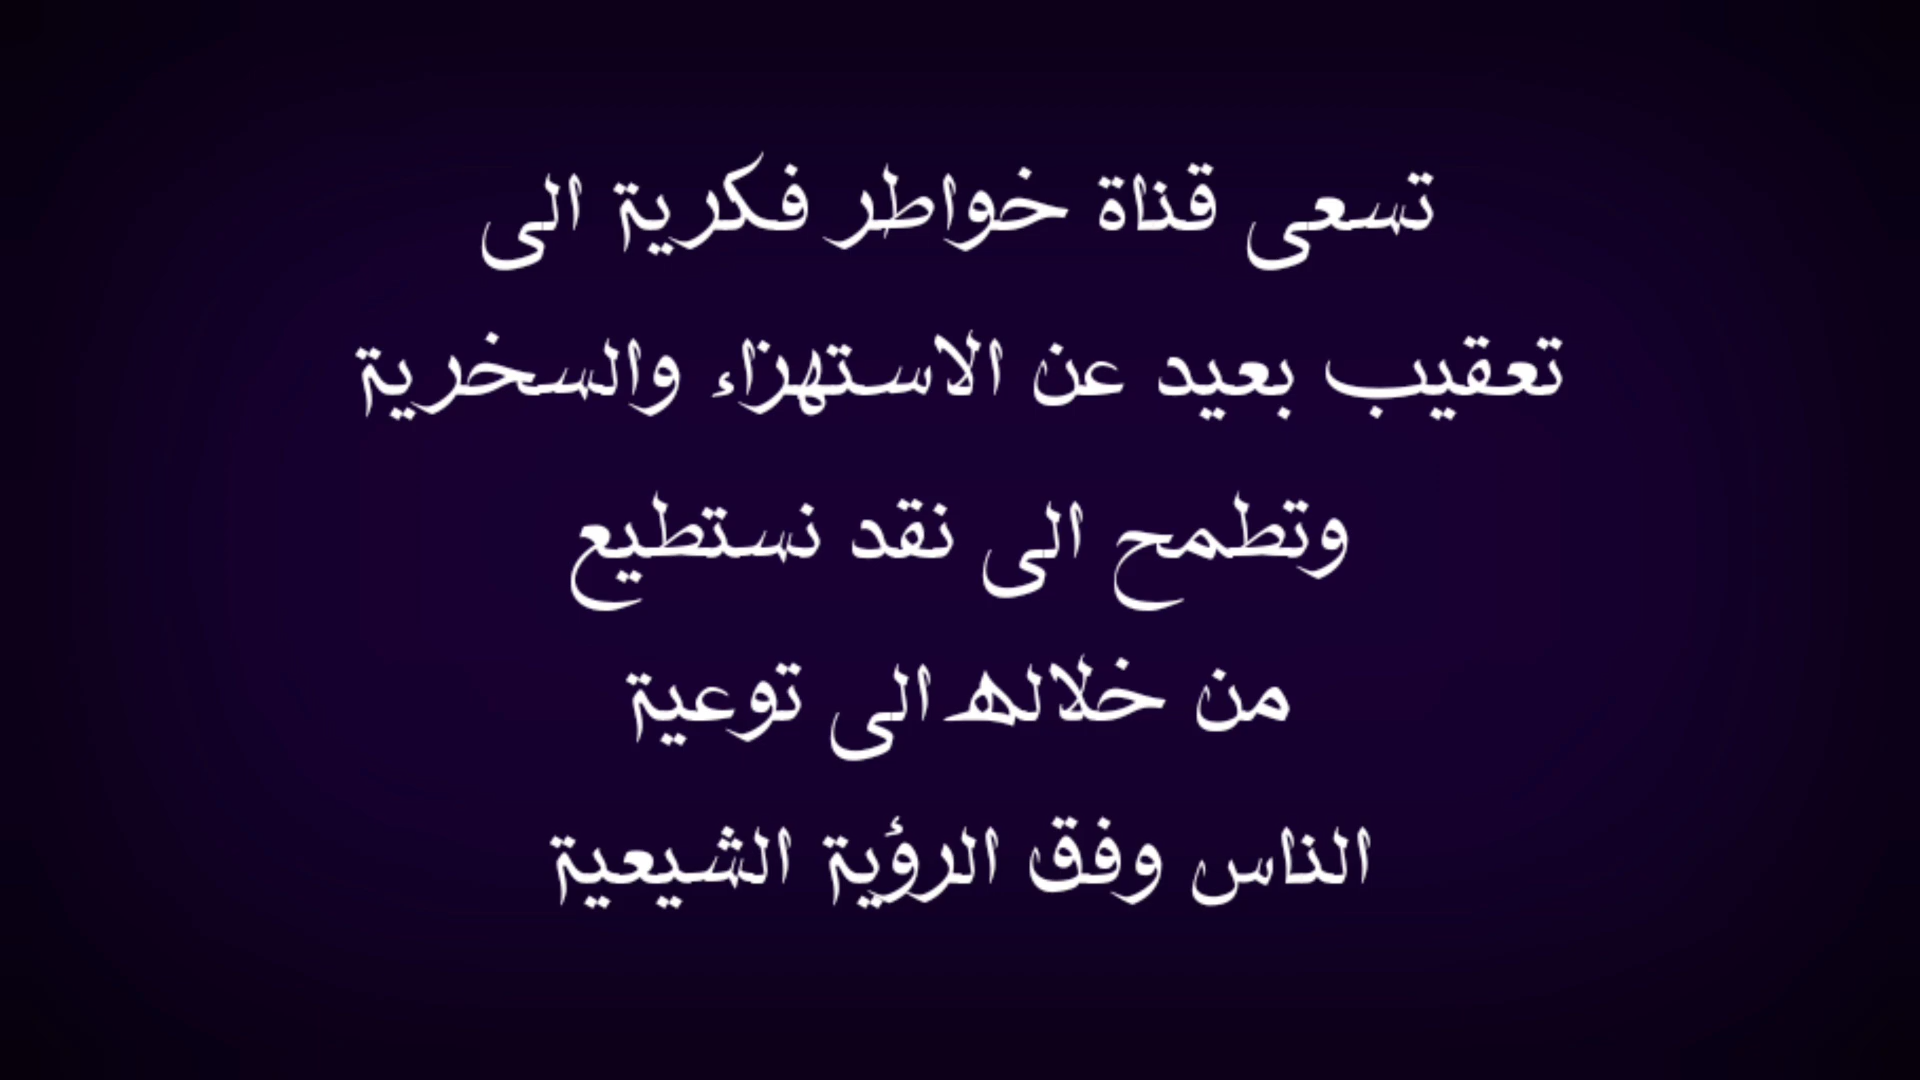 تسعى قناة خواطر فكرية الى
تعقيب بعيد عن الاستهزاء والسخرية
وتطمح الى نقد نستطيع
من خلاله الى توعية
الناس وفق الرؤية الشيعية